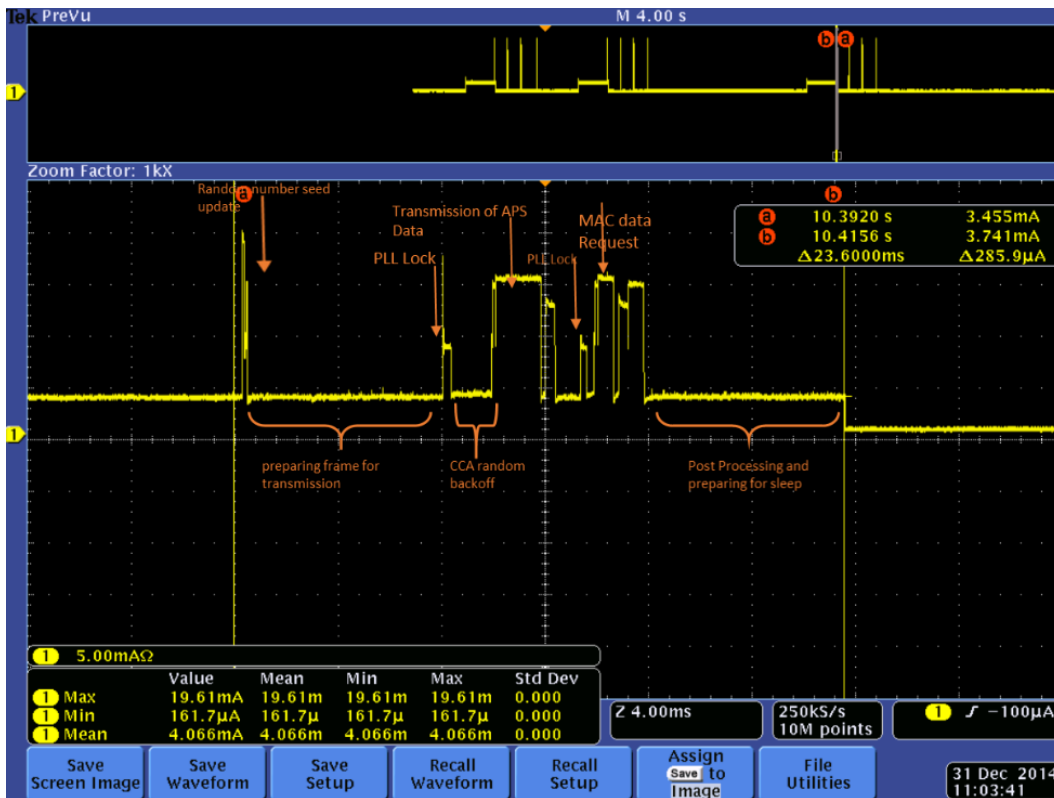 Tek PreVu M 4.00 s
b a
1
Zoom Factor: 1kX
a b
Random number seed
update
Transmission of APS
Data
MAC data
Request
PLL Lock
PLL Lock
a 10.3920 s 3.455mA
b 10.4156 s 3.741mA
Δ23.6000ms Δ285.9µA
1
preparing frame for
transmission
CCA random
backoff
Post Processing and
preparing for sleep
1 5.00mAΩ
Value Mean Min Max Std Dev
1 Max 19.61mA 19.61m 19.61m 19.61m 0.000
1 Min 161.7µA 161.7µ 161.7µ 161.7µ 0.000
1 Mean 4.066mA 4.066m 4.066m 4.066m 0.000
Z 4.00ms
250kS/s
10M points
1 ʃ −100µA
Save
Screen Image
Save
Waveform
Save
Setup
Recall
Waveform
Recall
Setup
Assign
Save to
Image
File
Utilities
31 Dec 2014
11:03:41